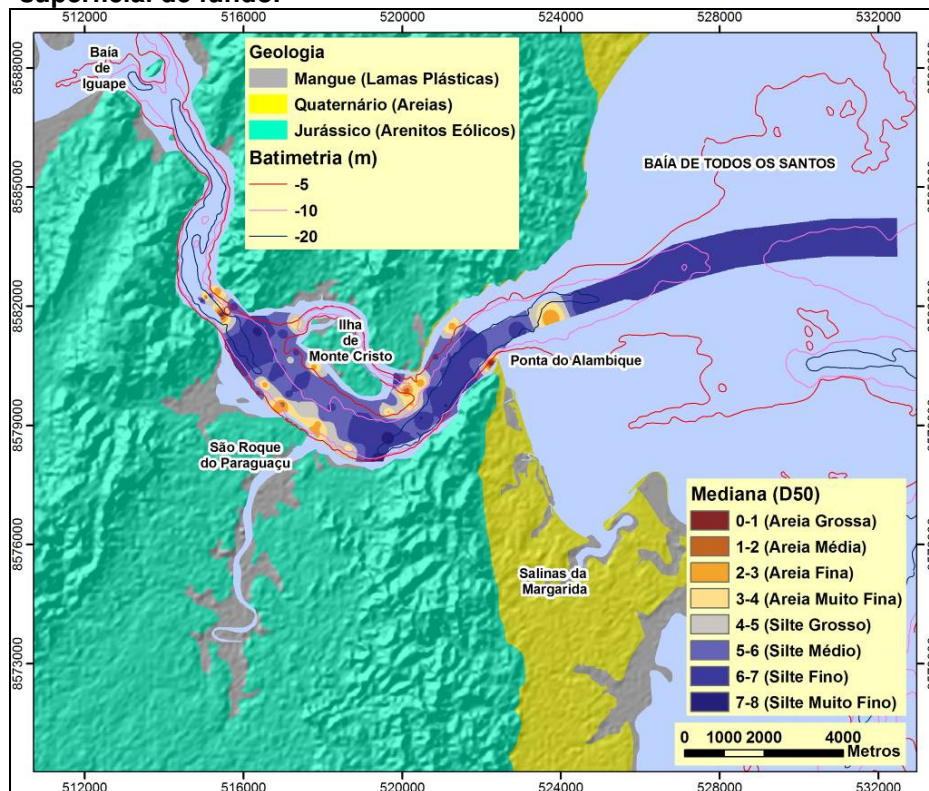 superficial de fundo.
512000 516000 520000 524000 528000 532000
8588000
8585000
8582000
8579000
8576000
8573000
Baía
de
Iguape
Geologia
Mangue (Lamas Plásticas)
Quaternário (Areias)
Jurássico (Arenitos Eólicos)
Batimetria (m)
-5
-10
-20
BAÍA DE TODOS OS SANTOS
Ilha
de
Monte Cristo
Ponta do Alambique
São Roque
do Paraguaçu
Salinas da
Margarida
Mediana (D50)
0-1 (Areia Grossa)
1-2 (Areia Média)
2-3 (Areia Fina)
3-4 (Areia Muito Fina)
4-5 (Silte Grosso)
5-6 (Silte Médio)
6-7 (Silte Fino)
7-8 (Silte Muito Fino)
0 1000 2000 4000
Metros
512000 516000 520000 524000 528000 532000